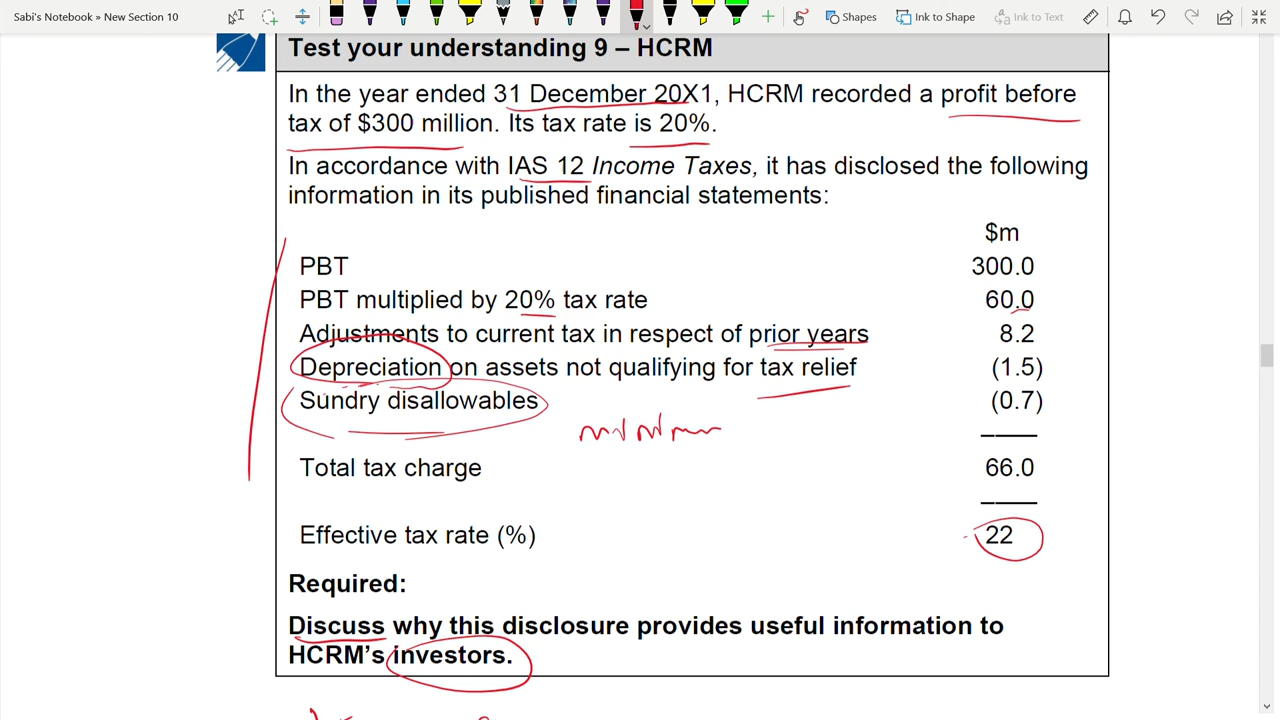 Sabi's Notebook » New Section 10
Shapes
Ink to Shape
Ink to Text
Test your understanding 9 – HCRM
In the year ended 31 December 20X1, HCRM recorded a profit before
tax of $300 million. Its tax rate is 20%.
In accordance with IAS 12 Income Taxes, it has disclosed the following
information in its published financial statements:
$m
PBT 300.0
PBT multiplied by 20% tax rate 60.0
Adjustments to current tax in respect of prior years 8.2
Depreciation on assets not qualifying for tax relief (1.5)
Sundry disallowables (0.7)
Total tax charge 66.0
Effective tax rate (%) 22
Required:
Discuss why this disclosure provides useful information to
HCRM's investors.